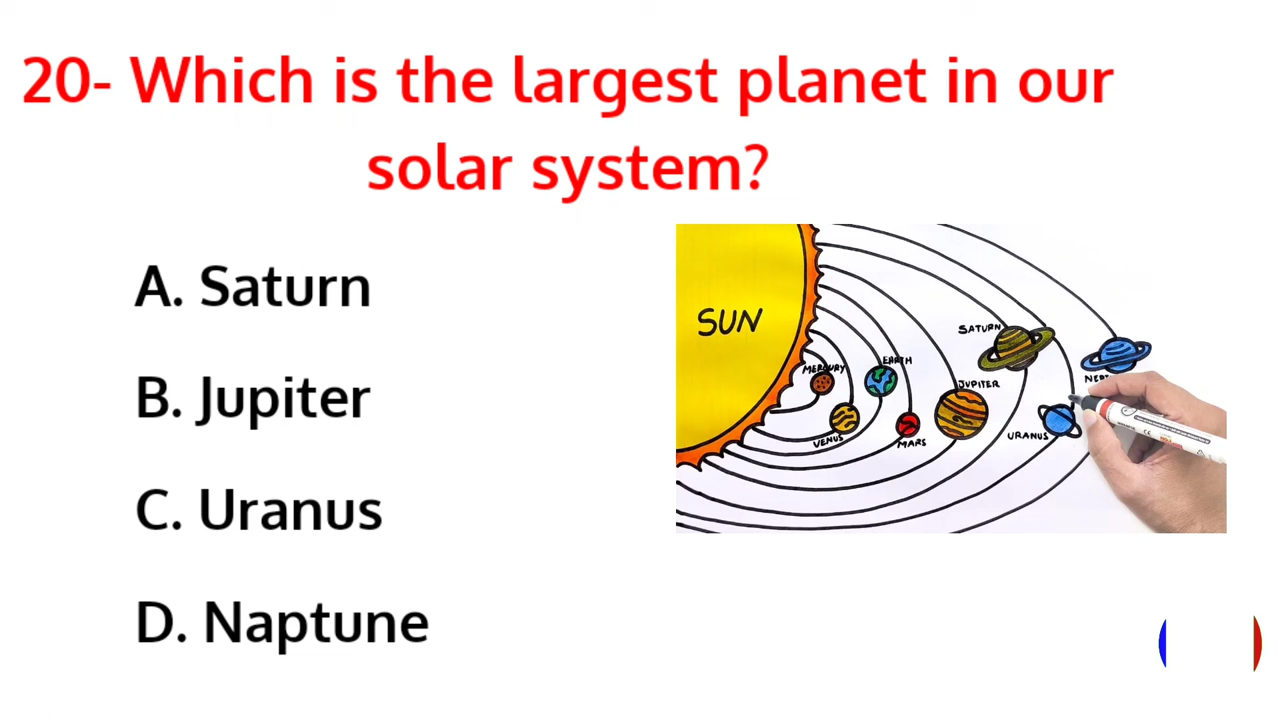 20- Which is the largest planet in our
solar system?
A. Saturn
B. Jupiter
C. Uranus
D. Naptune
SUN
MERCURY
VENUS
EARTH
MARS
JUPITER
SATURN
URANUS